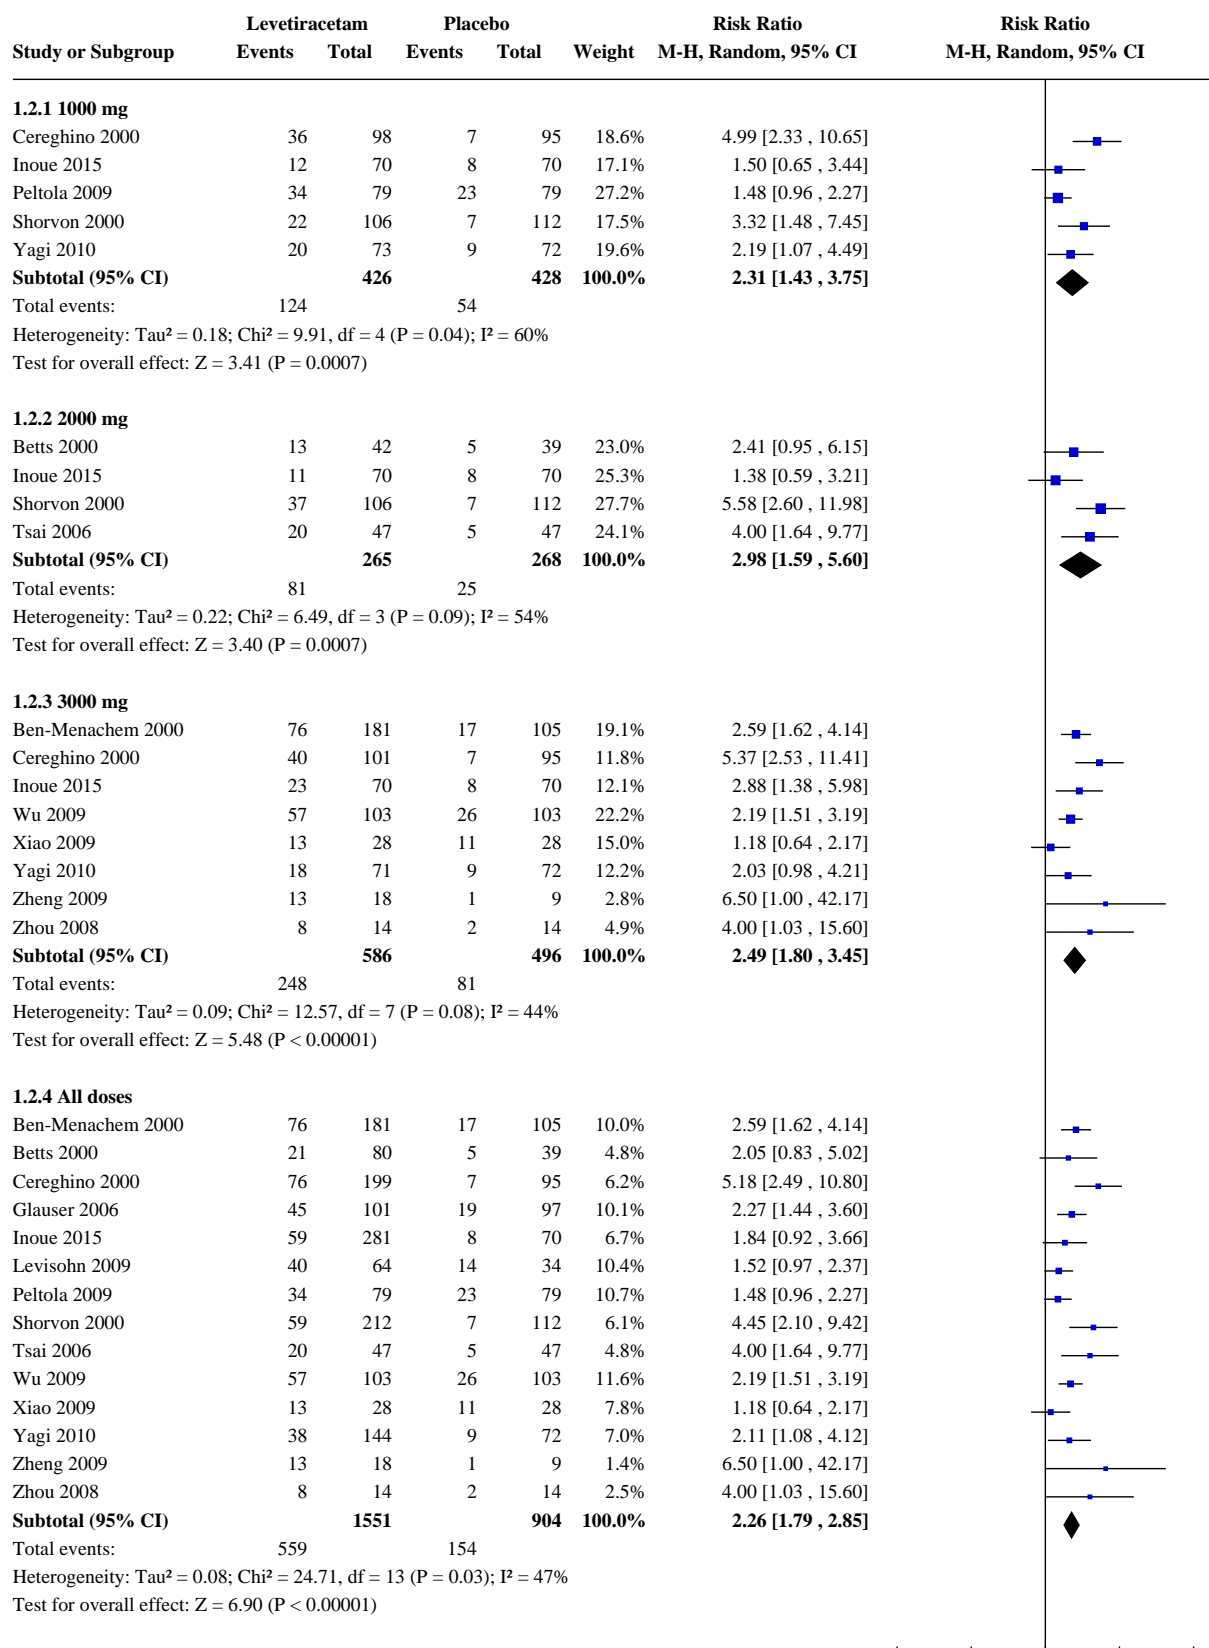 Levetiracetam Placebo Risk Ratio Risk Ratio
Study or Subgroup Events Total Events Total Weight M-H, Random, 95% CI M-H, Random, 95% CI
1.2.1 1000 mg
Cereghino 2000 36 98 7 95 18.6% 4.99 [2.33 , 10.65]
Inoue 2015 12 70 8 70 17.1% 1.50 [0.65 , 3.44]
Peltola 2009 34 79 23 79 27.2% 1.48 [0.96 , 2.27]
Shorvon 2000 22 106 7 112 17.5% 3.32 [1.48 , 7.45]
Yagi 2010 20 73 9 72 19.6% 2.19 [1.07 , 4.49]
Subtotal (95% CI) 426 428 100.0% 2.31 [1.43 , 3.75]
Total events: 124 54
Heterogeneity: Tau² = 0.18; Chi² = 9.91, df = 4 (P = 0.04); I² = 60%
Test for overall effect: Z = 3.41 (P = 0.0007)
1.2.2 2000 mg
Betts 2000 13 42 5 39 23.0% 2.41 [0.95 , 6.15]
Inoue 2015 11 70 8 70 25.3% 1.38 [0.59 , 3.21]
Shorvon 2000 37 106 7 112 27.7% 5.58 [2.60 , 11.98]
Tsai 2006 20 47 5 47 24.1% 4.00 [1.64 , 9.77]
Subtotal (95% CI) 265 268 100.0% 2.98 [1.59 , 5.60]
Total events: 81 25
Heterogeneity: Tau² = 0.22; Chi² = 6.49, df = 3 (P = 0.09); I² = 54%
Test for overall effect: Z = 3.40 (P = 0.0007)
1.2.3 3000 mg
Ben-Menachem 2000 76 181 17 105 19.1% 2.59 [1.62 , 4.14]
Cereghino 2000 40 101 7 95 11.8% 5.37 [2.53 , 11.41]
Inoue 2015 23 70 8 70 12.1% 2.88 [1.38 , 5.98]
Wu 2009 57 103 26 103 22.2% 2.19 [1.51 , 3.19]
Xiao 2009 13 28 11 28 15.0% 1.18 [0.64 , 2.17]
Yagi 2010 18 71 9 72 12.2% 2.03 [0.98 , 4.21]
Zheng 2009 13 18 1 9 2.8% 6.50 [1.00 , 42.17]
Zhou 2008 8 14 2 14 4.9% 4.00 [1.03 , 15.60]
Subtotal (95% CI) 586 496 100.0% 2.49 [1.80 , 3.45]
Total events: 248 81
Heterogeneity: Tau² = 0.09; Chi² = 12.57, df = 7 (P = 0.08); I² = 44%
Test for overall effect: Z = 5.48 (P < 0.00001)
1.2.4 All doses
Ben-Menachem 2000 76 181 17 105 10.0% 2.59 [1.62 , 4.14]
Betts 2000 21 80 5 39 4.8% 2.05 [0.83 , 5.02]
Cereghino 2000 76 199 7 95 6.2% 5.18 [2.49 , 10.80]
Glauser 2006 45 101 19 97 10.1% 2.27 [1.44 , 3.60]
Inoue 2015 59 281 8 70 6.7% 1.84 [0.92 , 3.66]
Levisohn 2009 40 64 14 34 10.4% 1.52 [0.97 , 2.37]
Peltola 2009 34 79 23 79 10.7% 1.48 [0.96 , 2.27]
Shorvon 2000 59 212 7 112 6.1% 4.45 [2.10 , 9.42]
Tsai 2006 20 47 5 47 4.8% 4.00 [1.64 , 9.77]
Wu 2009 57 103 26 103 11.6% 2.19 [1.51 , 3.19]
Xiao 2009 13 28 11 28 7.8% 1.18 [0.64 , 2.17]
Yagi 2010 38 144 9 72 7.0% 2.11 [1.08 , 4.12]
Zheng 2009 13 18 1 9 1.4% 6.50 [1.00 , 42.17]
Zhou 2008 8 14 2 14 2.5% 4.00 [1.03 , 15.60]
Subtotal (95% CI) 1551 904 100.0% 2.26 [1.79 , 2.85]
Total events: 559 154
Heterogeneity: Tau² = 0.08; Chi² = 24.71, df = 13 (P = 0.03); I² = 47%
Test for overall effect: Z = 6.90 (P < 0.00001)